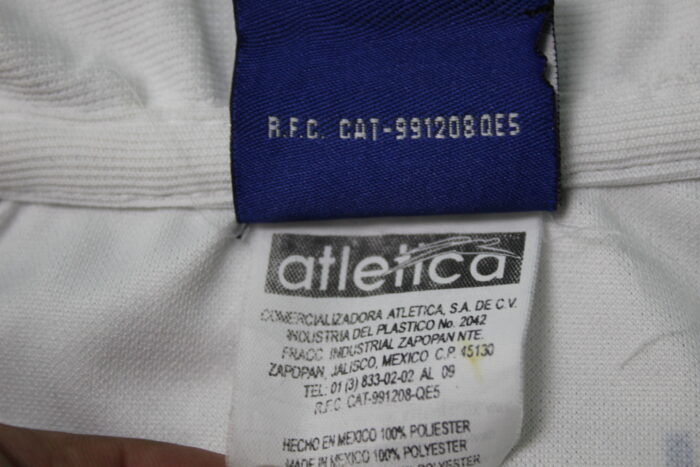 R.F.C. CAT-991208QE5
atletica
COMERCIALIZADORA ATLETICA, S.A. DE C.V.
INDUSTRIA DEL PLASTICO No. 2042
FRACC. INDUSTRIAL ZAPOPAN NTE.
ZAPOPAN, JALISCO, MEXICO C.P. 45130
TEL: 01 (3) 833-02-02 AL 09
R.F.C. CAT-991208-QE5
HECHO EN MEXICO 100% POLIESTER
MADE IN MEXICO 100% POLYESTER